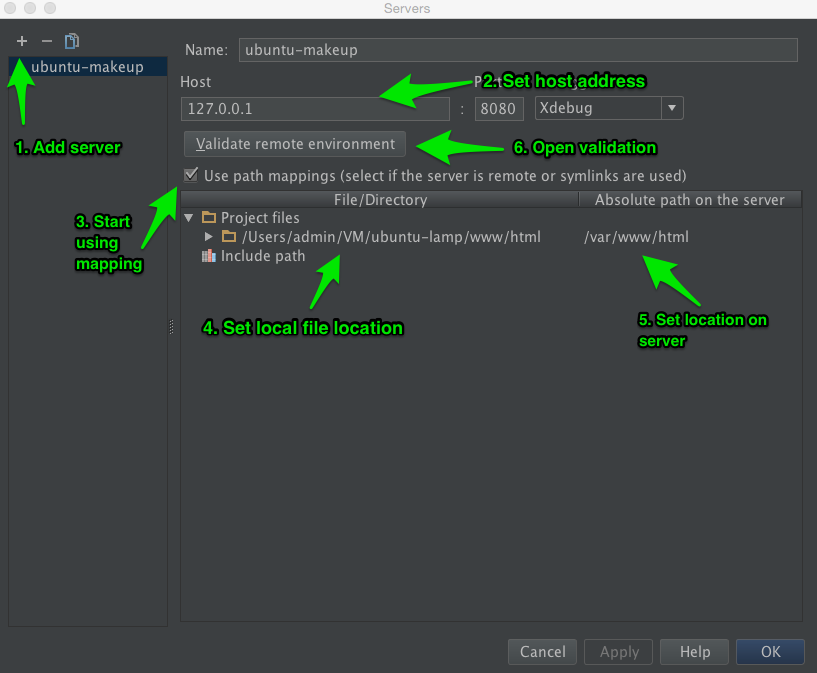 Servers
ubuntu-makeup
Name: ubuntu-makeup
Host
2. Set host address
127.0.0.1 : 8080 Xdebug
1. Add server
Validate remote environment
6. Open validation
Use path mappings (select if the server is remote or symlinks are used)
File/Directory Absolute path on the server
3. Start
using
mapping
Project files
/Users/admin/VM/ubuntu-lamp/www/html /var/www/html
Include path
4. Set local file location
5. Set location on
server
Cancel Apply Help OK